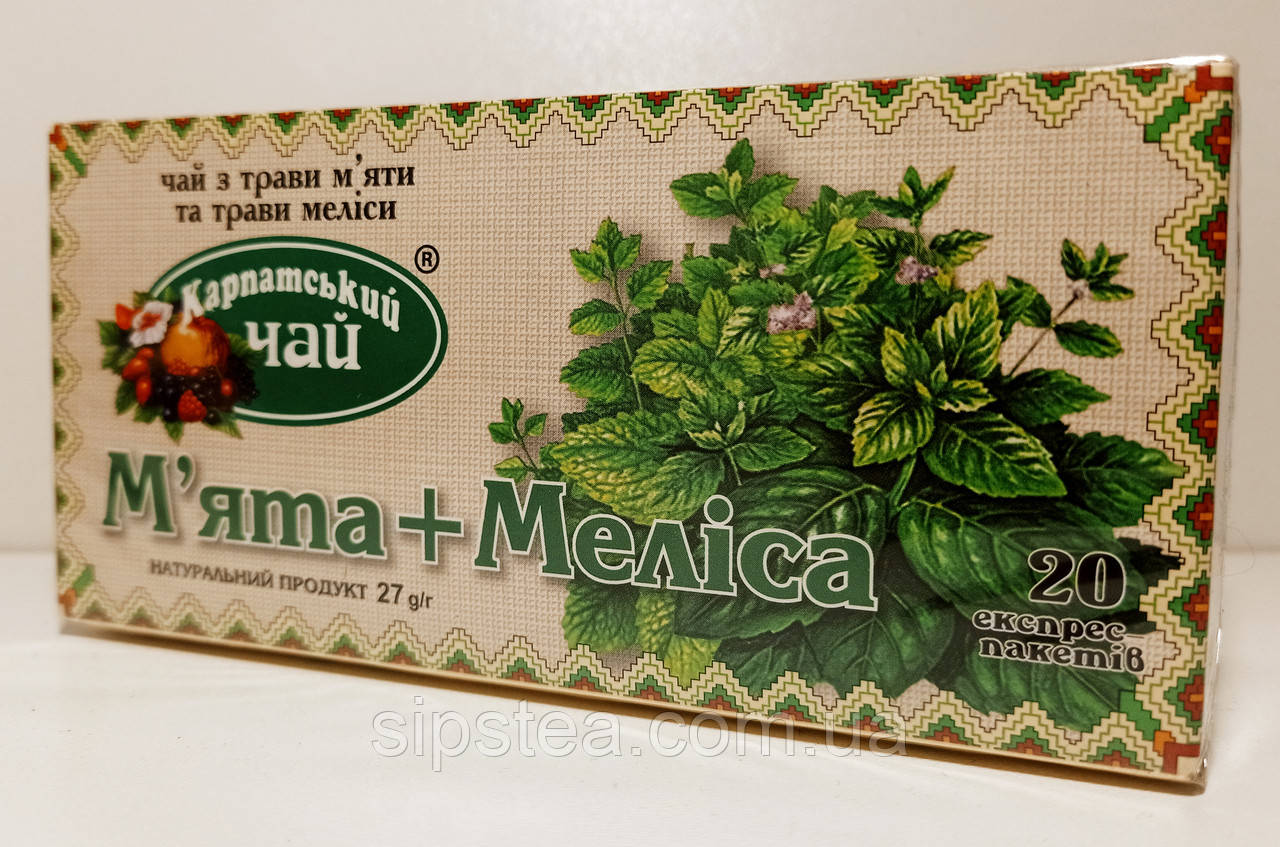 чай з трави м'яти
та трави меліси
®
Карпатський
чай
М'ята + Меліса
НАТУРАЛЬНИЙ ПРОДУКТ 27 g/г
20
експрес-
пакетів
sipstea.com.ua